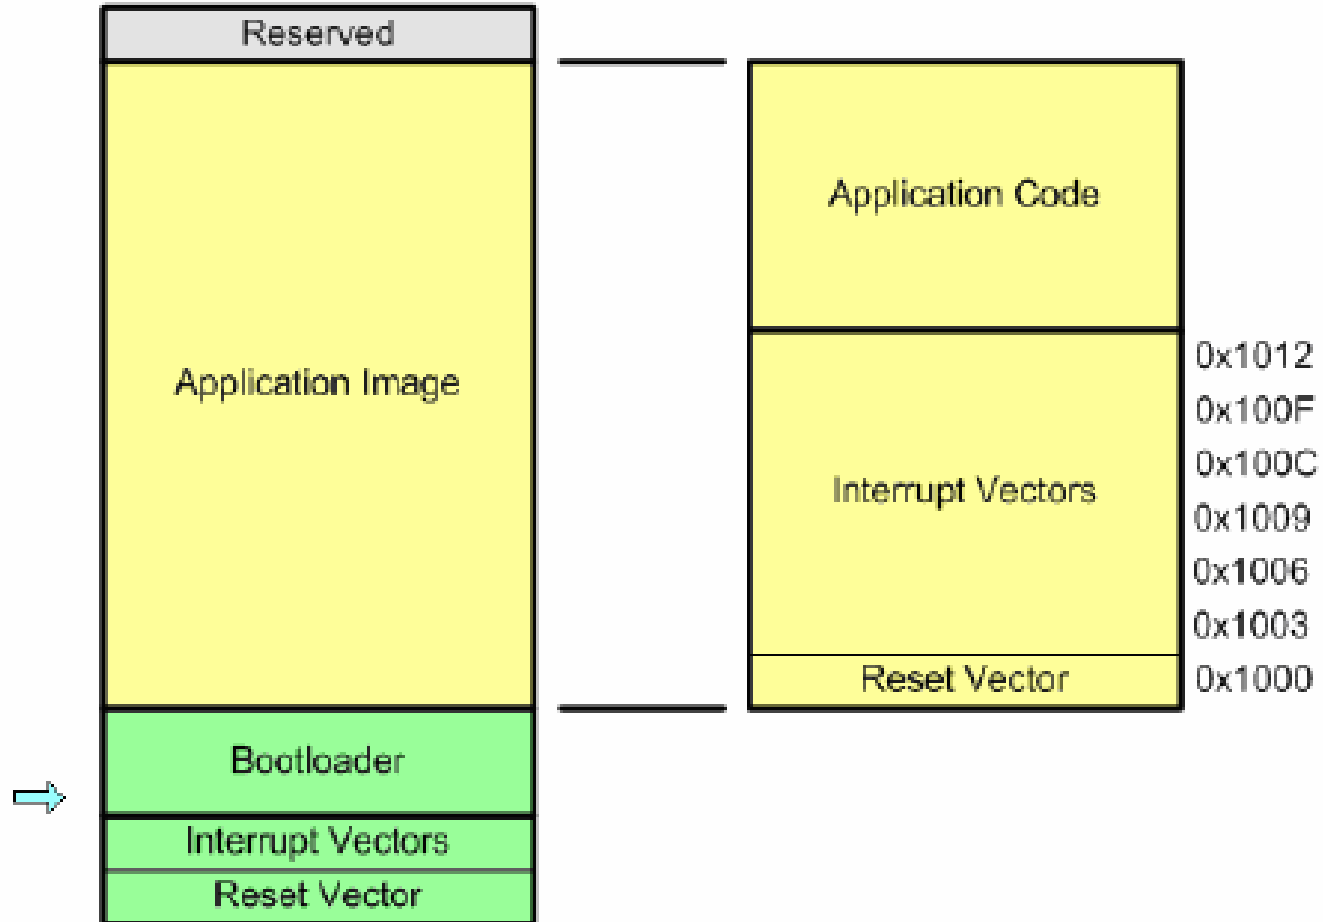 Reserved
Application Image
Bootloader
Interrupt Vectors
Reset Vector
Application Code
Interrupt Vectors
Reset Vector
0x1012
0x100F
0x100C
0x1009
0x1006
0x1003
0x1000